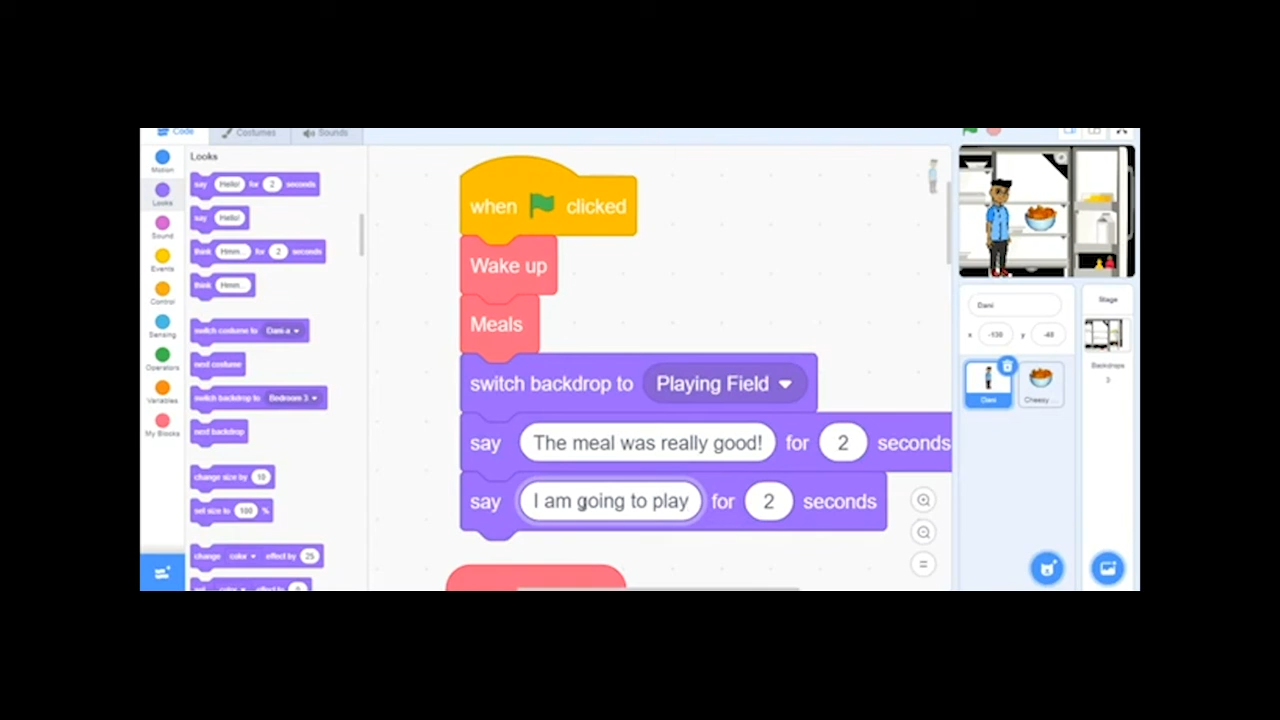 Code Costumes Sounds
Motion
Looks
Sound
Events
Control
Sensing
Operators
Variables
My Blocks
Looks
say Hello! for 2 seconds
say Hello!
think Hmm... for 2 seconds
think Hmm...
switch costume to Dani-a
next costume
switch backdrop to Bedroom 3
next backdrop
change size by 10
set size to 100 %
change color effect by 25
when clicked
Wake up
Meals
switch backdrop to Playing Field
say The meal was really good! for 2 seconds
say I am going to play for 2 seconds
Dani
x -138 y -48
Dani
Cheesy ...
Stage
Backdrops
3